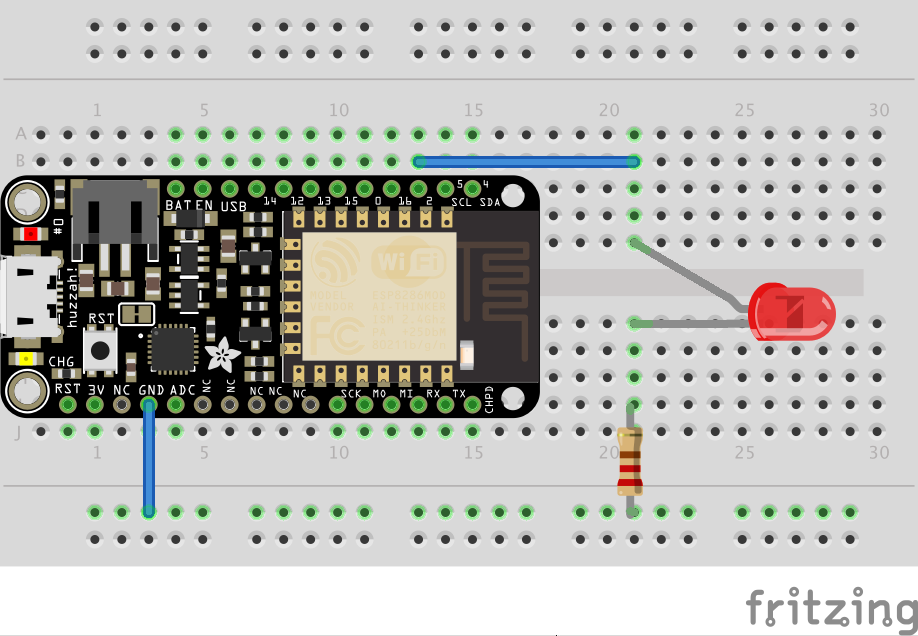 1 5 10 15 20 25 30
A
B
5 4
BAT EN USB 14 12 13 15 0 16 2 SCL SDA
#0
WiFi
huzzah!
FC
RST
CHG
RST 3V NC GND ADC NC NC NC NC NC SCK MO MI RX TX CHPD
J
1 5 10 15 20 25 30
fritzing